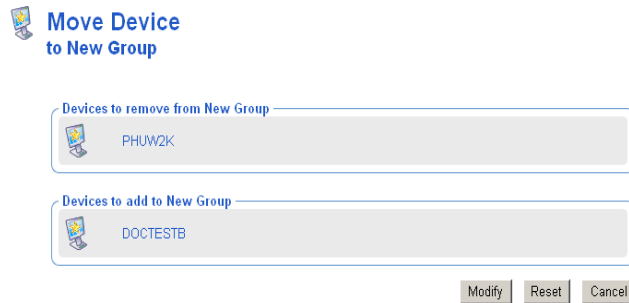 Move Device
to New Group
Devices to remove from New Group
PHUW2K
Devices to add to New Group
DOCTESTB
Modify Reset Cancel